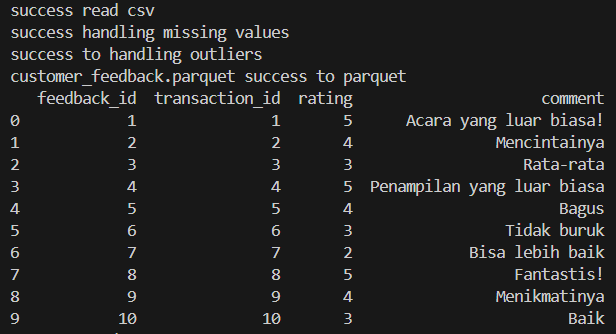 success read csv
success handling missing values
success to handling outliers
customer_feedback.parquet success to parquet
feedback_id transaction_id rating comment
0 1 1 5 Acara yang luar biasa!
1 2 2 4 Mencintainya
2 3 3 3 Rata-rata
3 4 4 5 Penampilan yang luar biasa
4 5 5 4 Bagus
5 6 6 3 Tidak buruk
6 7 7 2 Bisa lebih baik
7 8 8 5 Fantastis!
8 9 9 4 Menikmatinya
9 10 10 3 Baik